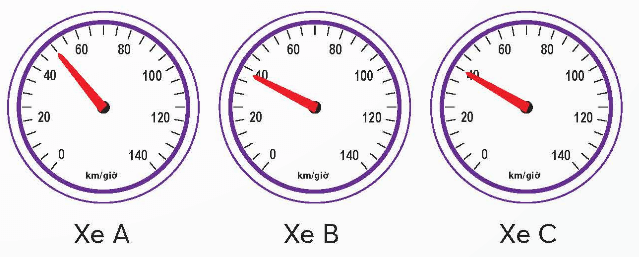 60 80 60 80 60 80
40 100 40 100 40 100
20 120 20 120 20 120
0 140 0 140 0 140
km/giờ km/giờ km/giờ
Xe A Xe B Xe C